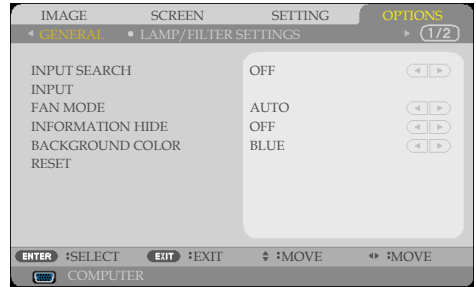 IMAGE SCREEN SETTING OPTIONS
GENERAL • LAMP/FILTER SETTINGS (1/2)
INPUT SEARCH OFF
INPUT
FAN MODE AUTO
INFORMATION HIDE OFF
BACKGROUND COLOR BLUE
RESET
ENTER :SELECT EXIT :EXIT :MOVE :MOVE
COMPUTER